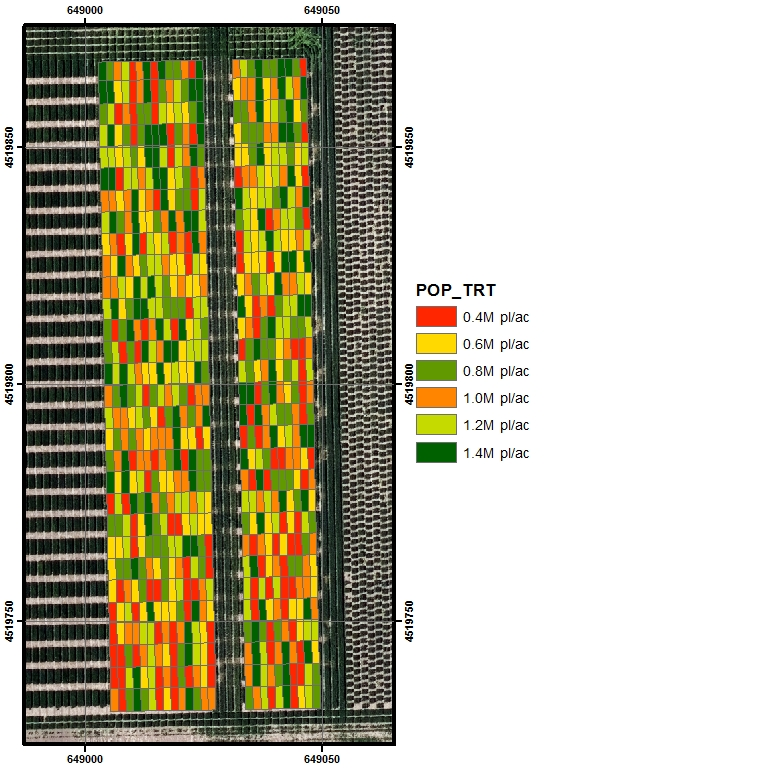 649000 649050
4519850 4519850
POP_TRT
0.4M pl/ac
0.6M pl/ac
0.8M pl/ac
4519800 4519800
1.0M pl/ac
1.2M pl/ac
1.4M pl/ac
4519750 4519750
649000 649050